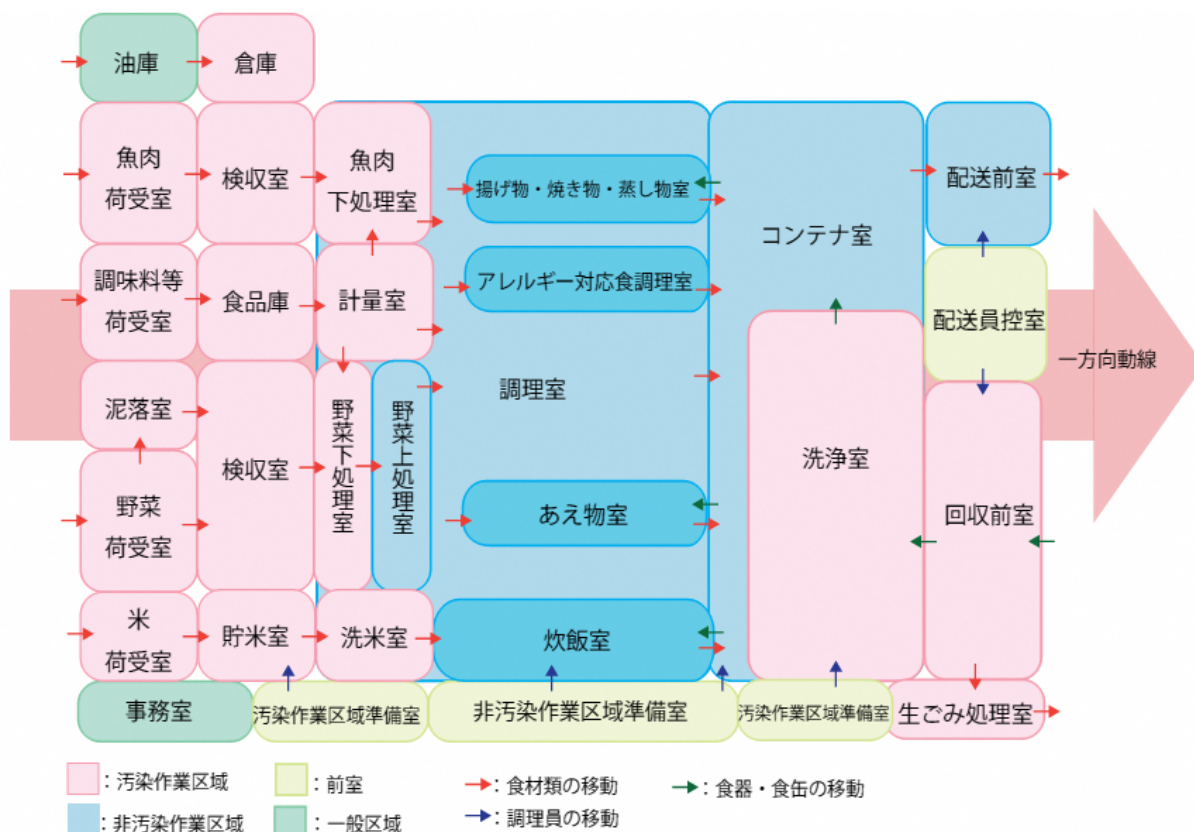 油庫
倉庫
魚肉
荷受室
検収室
魚肉
下処理室
揚げ物・焼き物・蒸し物室
コンテナ室
配送前室
調味料等
荷受室
食品庫
計量室
アレルギー対応食調理室
配送員控室
一方向動線
泥落室
検収室
野菜下処理室
野菜上処理室
調理室
洗浄室
野菜
荷受室
あえ物室
回収前室
米
荷受室
貯米室
洗米室
炊飯室
事務室
汚染作業区域準備室
非汚染作業区域準備室
汚染作業区域準備室
生ごみ処理室
：汚染作業区域
：前室
：食材類の移動
：食器・食缶の移動
：非汚染作業区域
：一般区域
：調理員の移動